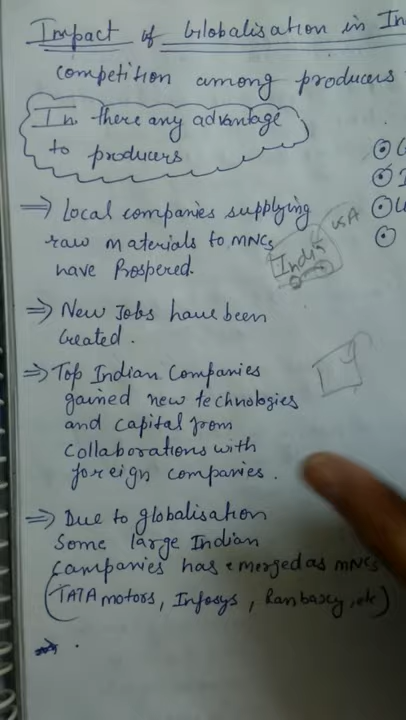 Impact of Globalisation in In
competition among producers
In there any advantage
to producers
⇒ Local companies supplying
raw materials to MNCs
have Prospered.
India
USA
⇒ New Jobs have been
Created.
⇒ Top Indian Companies
gained new technologies
and capital from
Collaborations with
foreign companies.
⇒ Due to globalisation
Some large Indian
Companies has emerged as MNCs
(TATA motors, Infosys, Ranbaxy, etc)